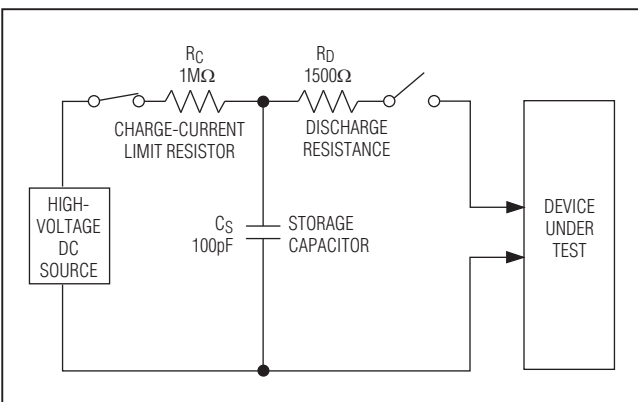 RC
1MΩ
CHARGE-CURRENT
LIMIT RESISTOR
RD
1500Ω
DISCHARGE
RESISTANCE
HIGH-
VOLTAGE
DC
SOURCE
CS
100pF
STORAGE
CAPACITOR
DEVICE
UNDER
TEST